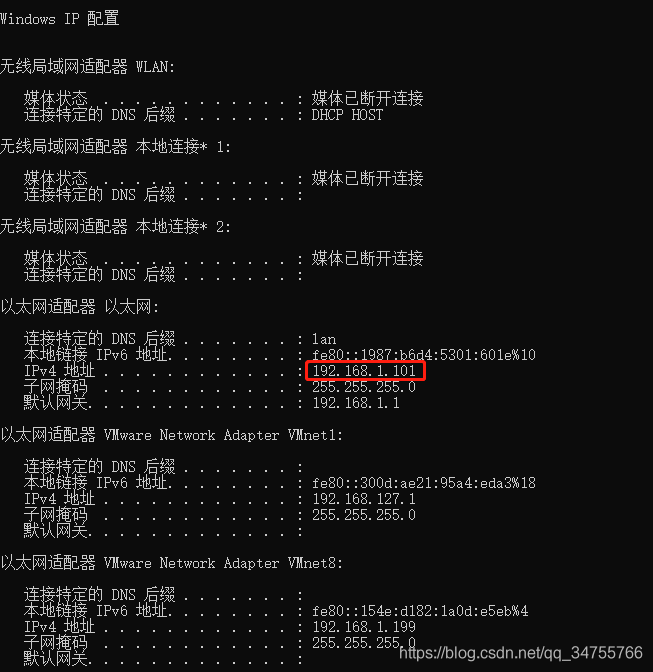 Windows IP 配置
无线局域网适配器 WLAN:
媒体状态 . . . . . . . . . . . . : 媒体已断开连接
连接特定的 DNS 后缀 . . . . . . . : DHCP HOST
无线局域网适配器 本地连接* 1:
媒体状态 . . . . . . . . . . . . : 媒体已断开连接
连接特定的 DNS 后缀 . . . . . . . :
无线局域网适配器 本地连接* 2:
媒体状态 . . . . . . . . . . . . : 媒体已断开连接
连接特定的 DNS 后缀 . . . . . . . :
以太网适配器 以太网:
连接特定的 DNS 后缀 . . . . . . . : lan
本地链接 IPv6 地址. . . . . . . . : fe80::1987:b6d4:5301:601e%10
IPv4 地址 . . . . . . . . . . . . : 192.168.1.101
子网掩码 . . . . . . . . . . . . : 255.255.255.0
默认网关. . . . . . . . . . . . . : 192.168.1.1
以太网适配器 VMware Network Adapter VMnet1:
连接特定的 DNS 后缀 . . . . . . . :
本地链接 IPv6 地址. . . . . . . . : fe80::300d:ae21:95a4:eda3%18
IPv4 地址 . . . . . . . . . . . . : 192.168.127.1
子网掩码 . . . . . . . . . . . . : 255.255.255.0
默认网关. . . . . . . . . . . . . :
以太网适配器 VMware Network Adapter VMnet8:
连接特定的 DNS 后缀 . . . . . . . :
本地链接 IPv6 地址. . . . . . . . : fe80::154e:d182:1a0d:e5eb%4
IPv4 地址 . . . . . . . . . . . . : 192.168.1.199
子网掩码 . . . . . . . . . . . . : 255.255.255.0
默认网关. . . . . . . . . . . . . :
https://blog.csdn.net/qq_34755766